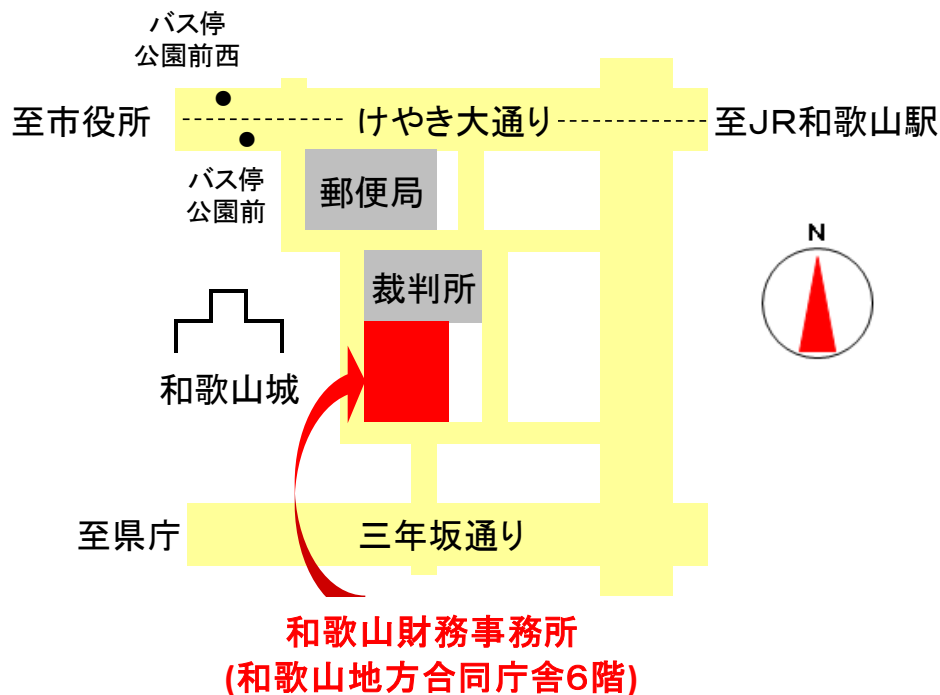 バス停
公園前西
至市役所
けやき大通り
至JR和歌山駅
バス停
公園前
郵便局
N
裁判所
和歌山城
至県庁
三年坂通り
和歌山財務事務所
(和歌山地方合同庁舎6階)